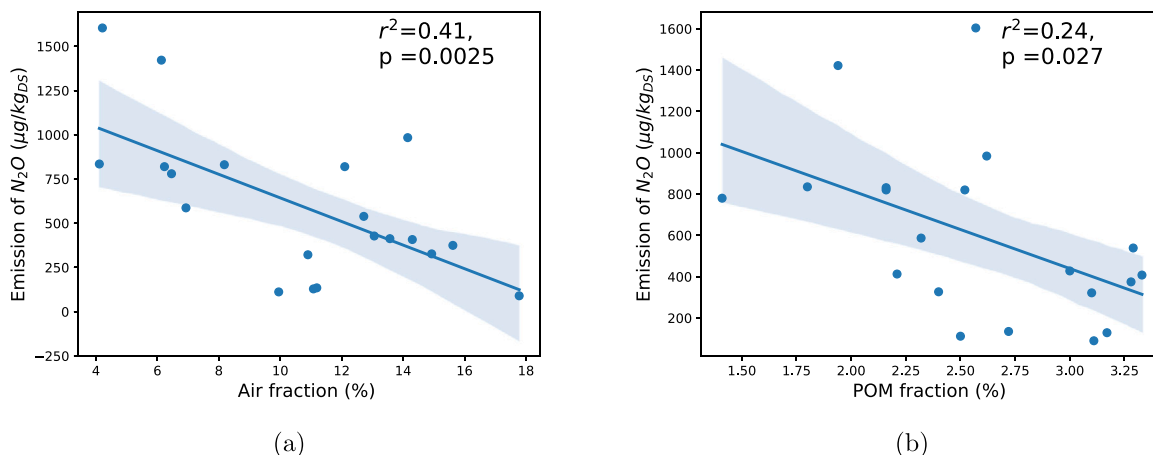 r²=0.41,
p =0.0025
1500
1250
1000
750
500
250
0
−250
Emission of N₂O (μg/kg_DS)
4 6 8 10 12 14 16 18
Air fraction (%)
(a)
r²=0.24,
p =0.027
1600
1400
1200
1000
800
600
400
200
Emission of N₂O (μg/kg_DS)
1.50 1.75 2.00 2.25 2.50 2.75 3.00 3.25
POM fraction (%)
(b)